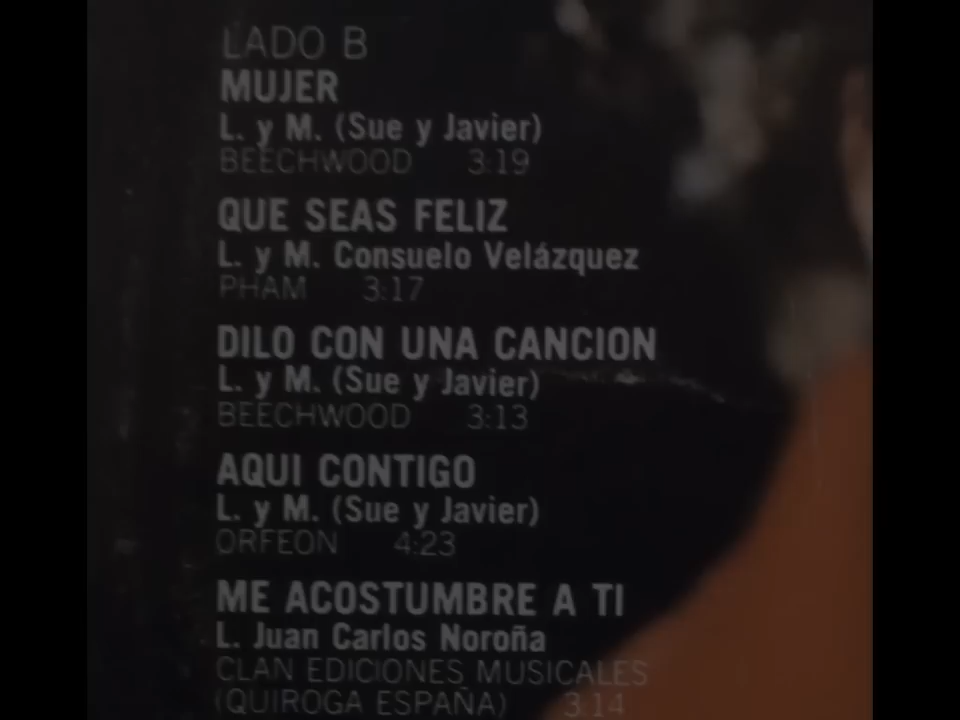 LADO B
MUJER
L. y M. (Sue y Javier)
BEECHWOOD 3:19
QUE SEAS FELIZ
L. y M. Consuelo Velázquez
PHAM 3:17
DILO CON UNA CANCION
L. y M. (Sue y Javier)
BEECHWOOD 3:13
AQUI CONTIGO
L. y M. (Sue y Javier)
ORFEON 4:23
ME ACOSTUMBRE A TI
L. Juan Carlos Noroña
CLAN EDICIONES MUSICALES
(QUIROGA ESPAÑA) 3:14